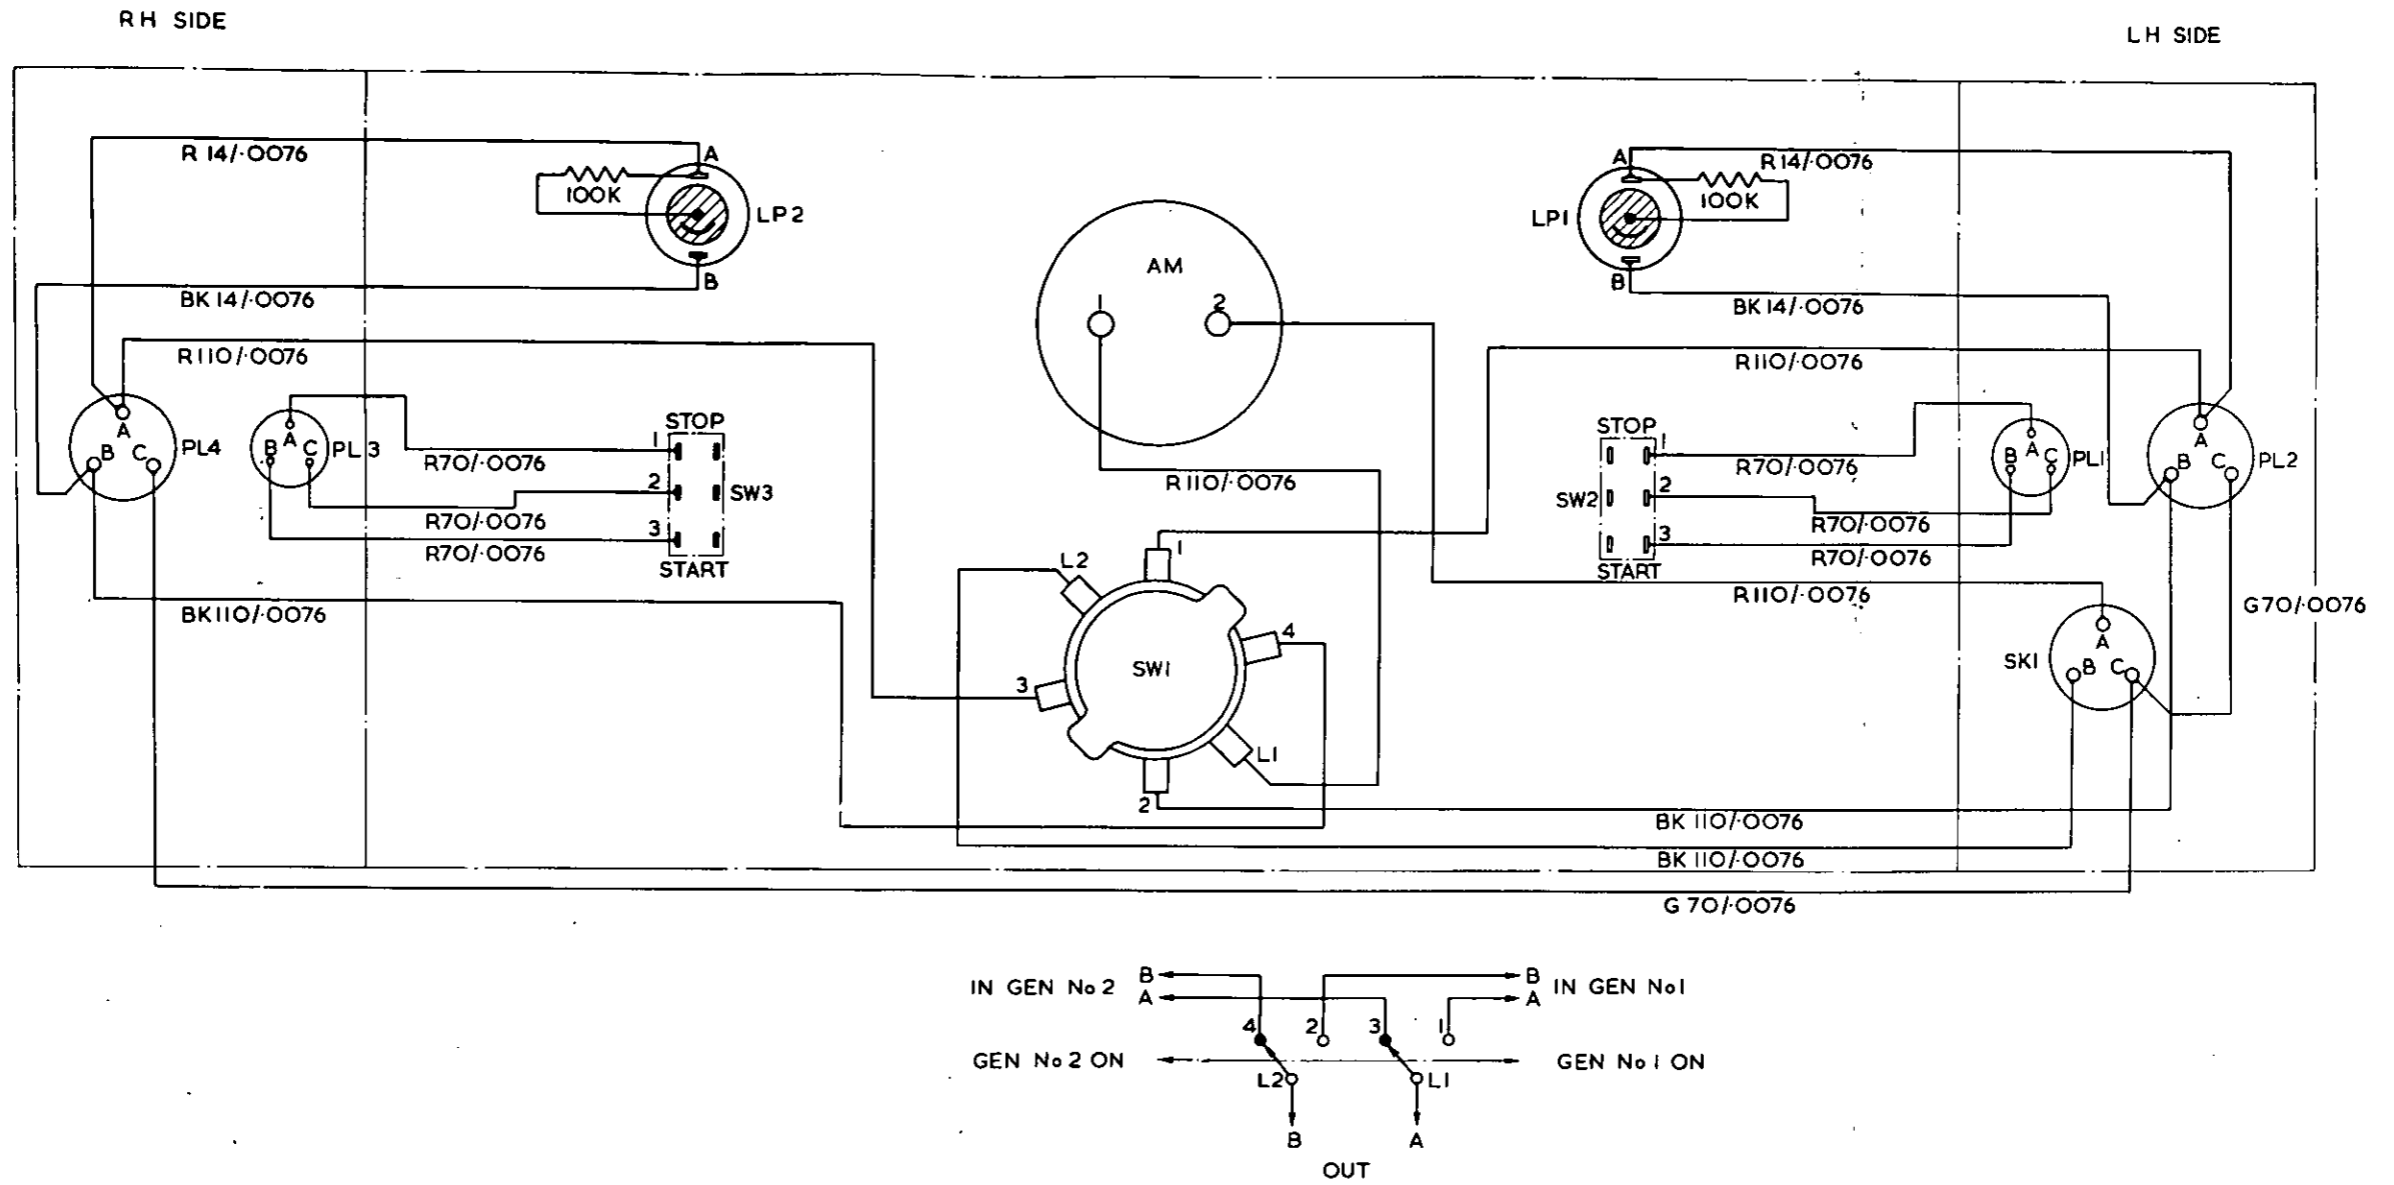 RH SIDE
LH SIDE
R 14/·0076
A
100K
LP2
B
BK 14/·0076
R110/·0076
A
B
C
PL4
A
B
C
PL3
STOP
1
R70/·0076
2
SW3
R70/·0076
3
R70/·0076
START
BK110/·0076
AM
1
2
R110/·0076
L2
1
4
SW1
3
L1
2
A
R14/·0076
100K
LP1
B
BK 14/·0076
R110/·0076
STOP
1
R70/·0076
2
SW2
R70/·0076
3
R70/·0076
START
R110/·0076
A
B
C
PL1
A
B
C
PL2
G70/·0076
A
SK1
B
C
BK 110/·0076
BK 110/·0076
G 70/·0076
IN GEN No 2
B
A
B
A
IN GEN No1
4
2
3
1
GEN No 2 ON
GEN No 1 ON
L2
L1
B
A
OUT